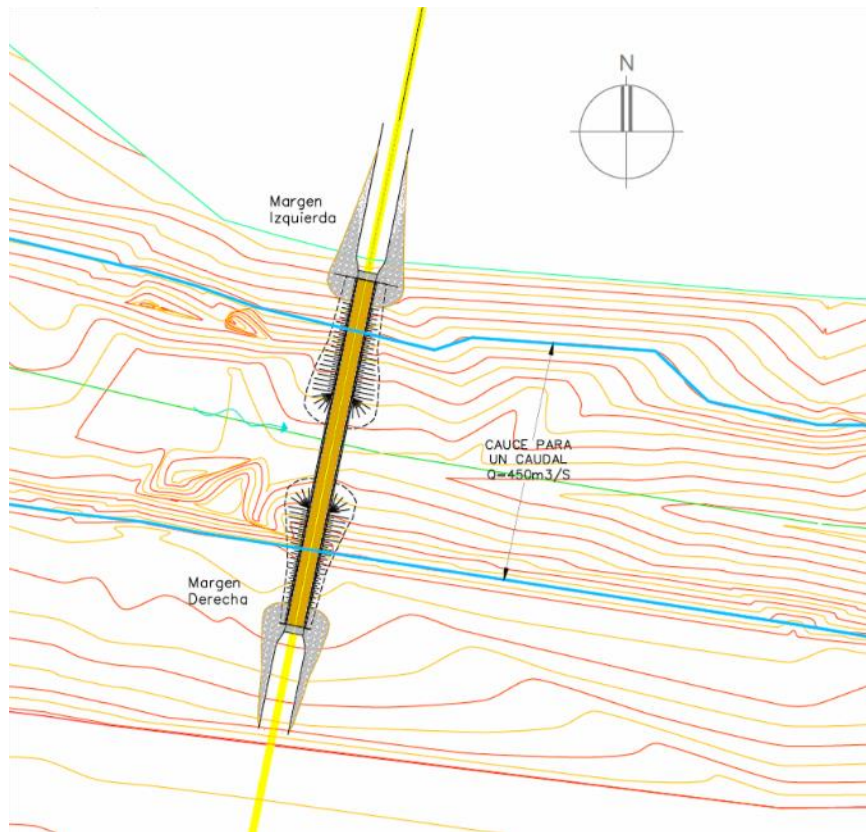 N
Margen
Izquierda
CAUCE PARA
UN CAUDAL
Q=450m3/S
Margen
Derecha